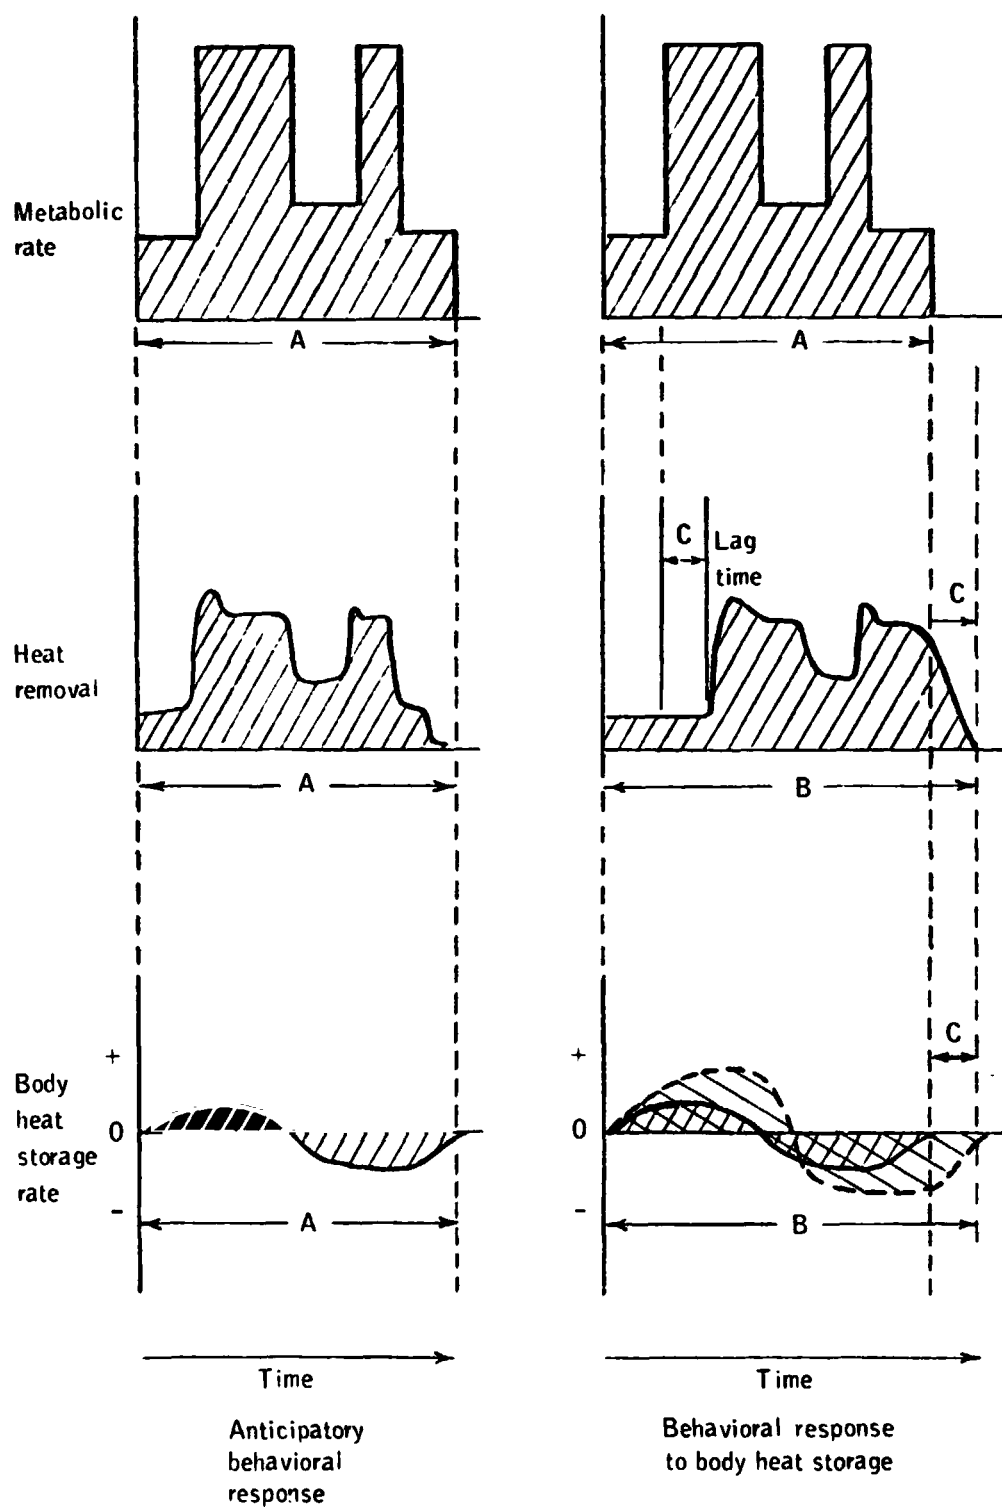 Metabolic
rate
A
A
C
Lag
time
C
Heat
removal
A
B
+
0
-
Body
heat
storage
rate
A
+
0
-
C
B
Time
Time
Anticipatory
behavioral
response
Behavioral response
to body heat storage